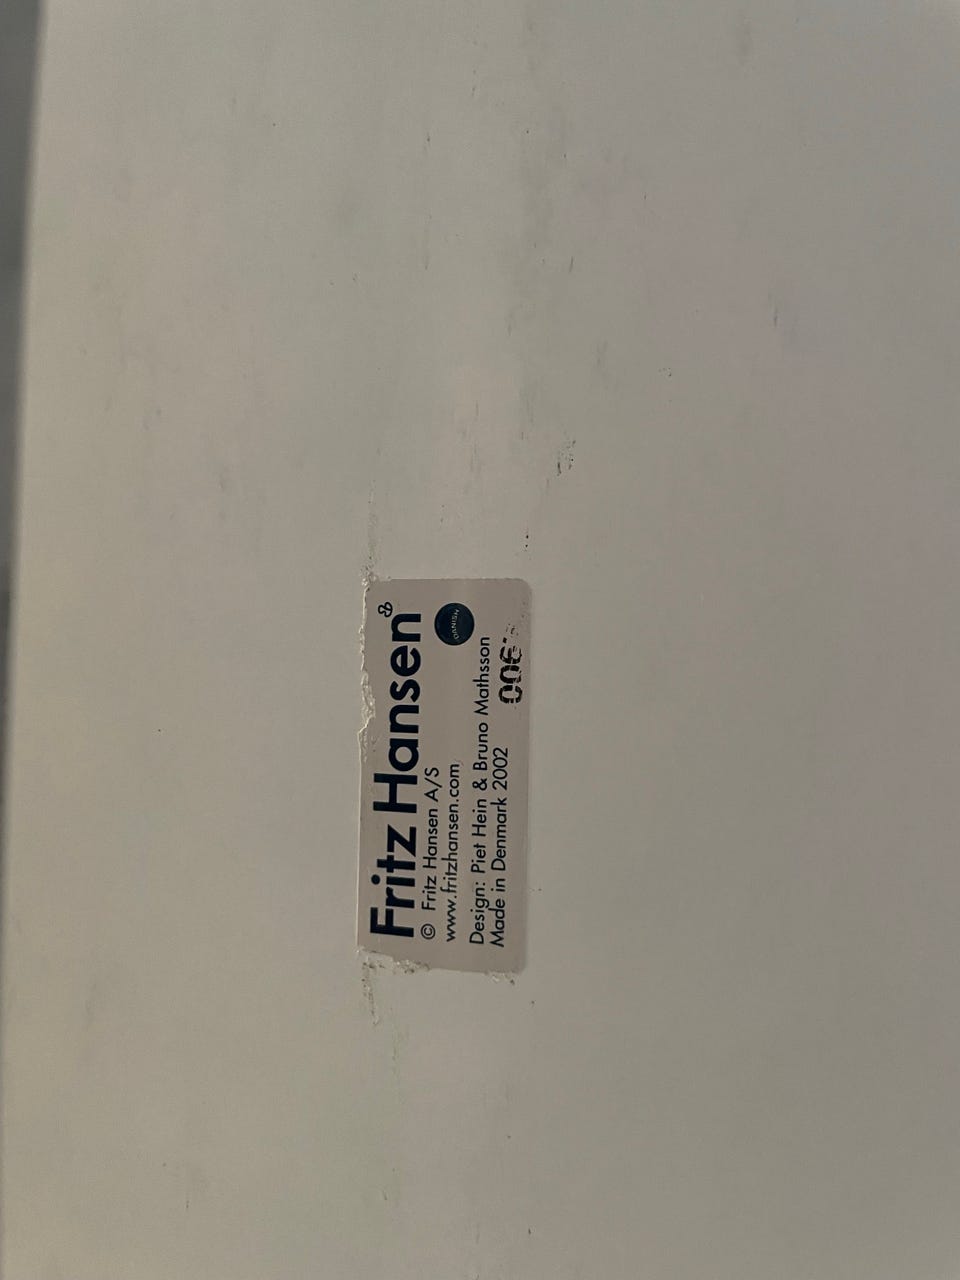 Fritz Hansen
© Fritz Hansen A/S
www.fritzhansen.com
DANISH
Design: Piet Hein & Bruno Mathsson
Made in Denmark 2002